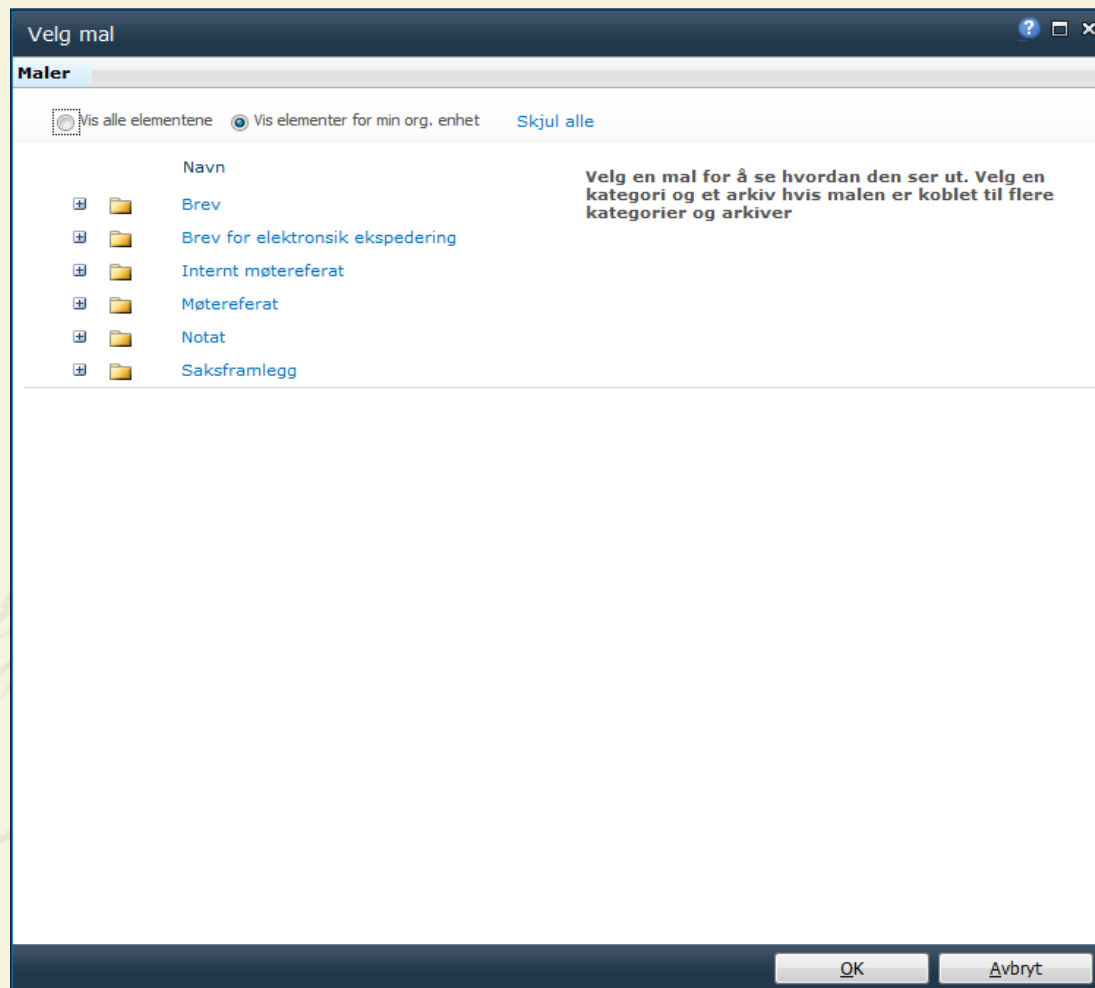 Velg mal
Maler
Vis alle elementene Vis elementer for min org. enhet Skjul alle
Navn
Brev
Brev for elektronsik ekspedering
Internt møtereferat
Møtereferat
Notat
Saksframlegg
Velg en mal for å se hvordan den ser ut. Velg en
kategori og et arkiv hvis malen er koblet til flere
kategorier og arkiver
OK Avbryt